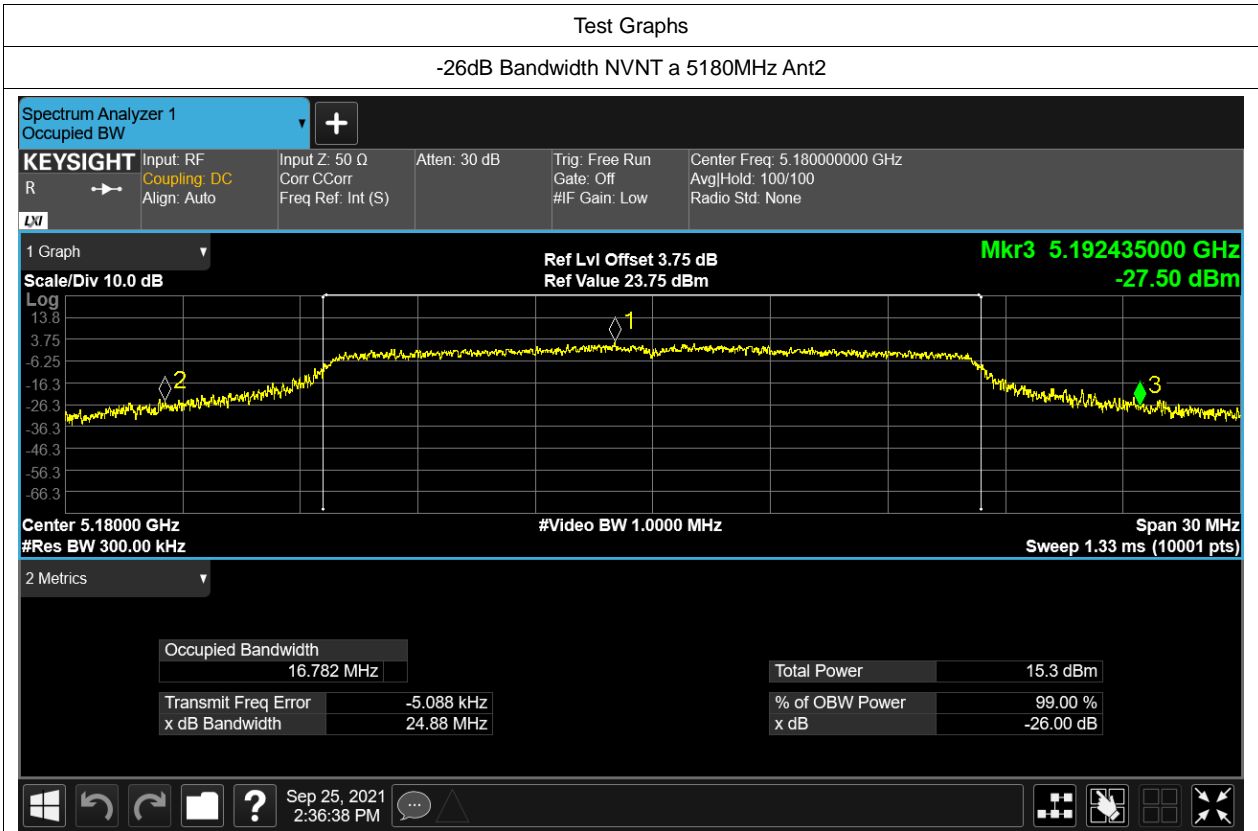 Test Graphs
-26dB Bandwidth NVNT a 5180MHz Ant2
Spectrum Analyzer 1
Occupied BW
▼
+
KEYSIGHT
R
LXI
Input: RF
Coupling: DC
Align: Auto
Input Z: 50 Ω
Corr CCorr
Freq Ref: Int (S)
Atten: 30 dB
Trig: Free Run
Gate: Off
#IF Gain: Low
Center Freq: 5.180000000 GHz
Avg|Hold: 100/100
Radio Std: None
1 Graph ▼
Scale/Div 10.0 dB
Ref Lvl Offset 3.75 dB
Ref Value 23.75 dBm
Mkr3 5.192435000 GHz
-27.50 dBm
Log
13.8
3.75
-6.25
-16.3
-26.3
-36.3
-46.3
-56.3
-66.3
1
2
3
Center 5.18000 GHz
#Res BW 300.00 kHz
#Video BW 1.0000 MHz
Span 30 MHz
Sweep 1.33 ms (10001 pts)
2 Metrics ▼
Occupied Bandwidth
16.782 MHz
Transmit Freq Error -5.088 kHz
x dB Bandwidth 24.88 MHz
Total Power 15.3 dBm
% of OBW Power 99.00 %
x dB -26.00 dB
?
Sep 25, 2021
2:36:38 PM